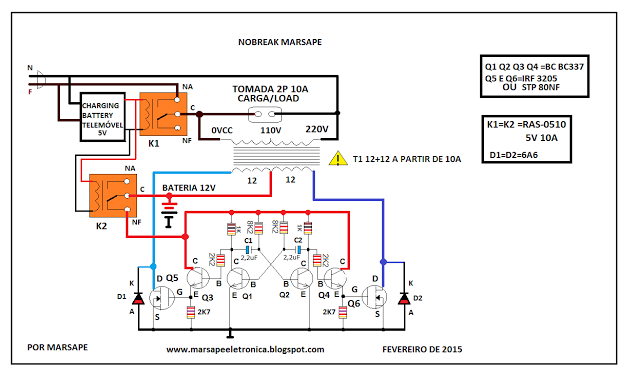 NOBREAK MARSAPE
Q1 Q2 Q3 Q4 =BC BC337
Q5 E Q6=IRF 3205
OU STP 80NF
K1=K2 =RAS-0510
5V 10A
D1=D2=6A6
N
F
NA
CHARGING
BATTERY
TELEMÓVEL
5V
C
NF
K1
TOMADA 2P 10A
CARGA/LOAD
0VCC
110V
220V
T1 12+12 A PARTIR DE 10A
12
12
NA
C
BATERIA 12V
NF
K2
1K
8K2
8K2
1K
C1
C2
2,2uF
2,2uF
2K2
2K2
C
C
C
C
B
B
B
B
E
E
E
E
Q3
Q1
Q2
Q4
Q5
D
G
S
Q6
D
G
S
2K7
2K7
K
D1
A
K
D2
A
POR MARSAPE
www.marsapeeletronica.blogspot.com
FEVEREIRO DE 2015